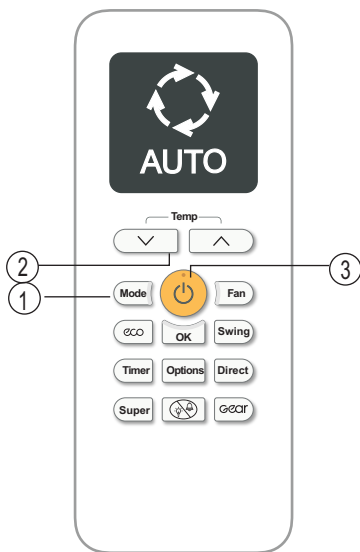 AUTO
Temp
2
3
1
Mode
Fan
eco
OK
Swing
Timer
Options
Direct
Super
Gear